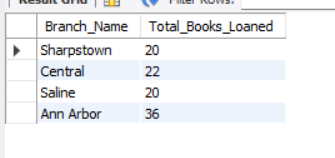 Result Grid Filter Rows:
Branch_Name Total_Books_Loaned
Sharpstown 20
Central 22
Saline 20
Ann Arbor 36